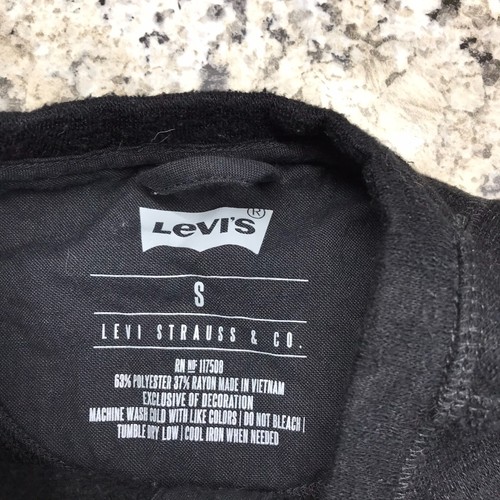 LEVI'S®
S
LEVI STRAUSS & CO.
RN Nº 117508
63% POLYESTER 37% RAYON MADE IN VIETNAM
EXCLUSIVE OF DECORATION
MACHINE WASH COLD WITH LIKE COLORS | DO NOT BLEACH |
TUMBLE DRY LOW | COOL IRON WHEN NEEDED